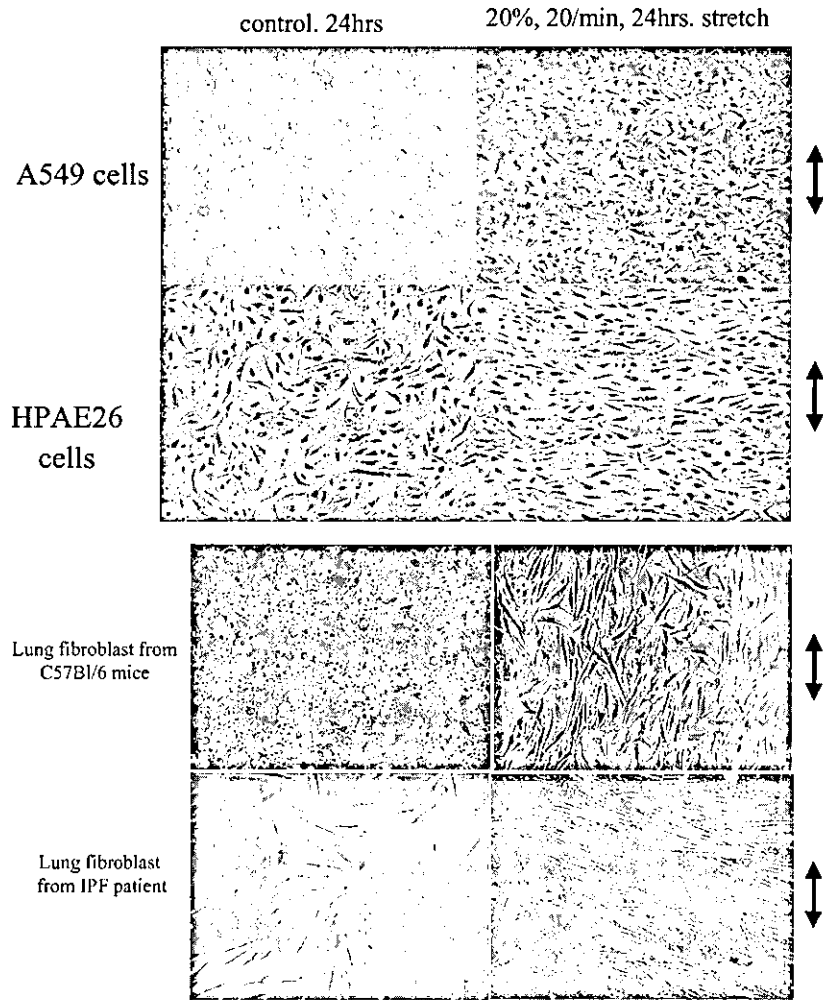 control. 24hrs
20%, 20/min, 24hrs. stretch
A549 cells
HPAE26
cells
Lung fibroblast from
C57Bl/6 mice
Lung fibroblast
from IPF patient